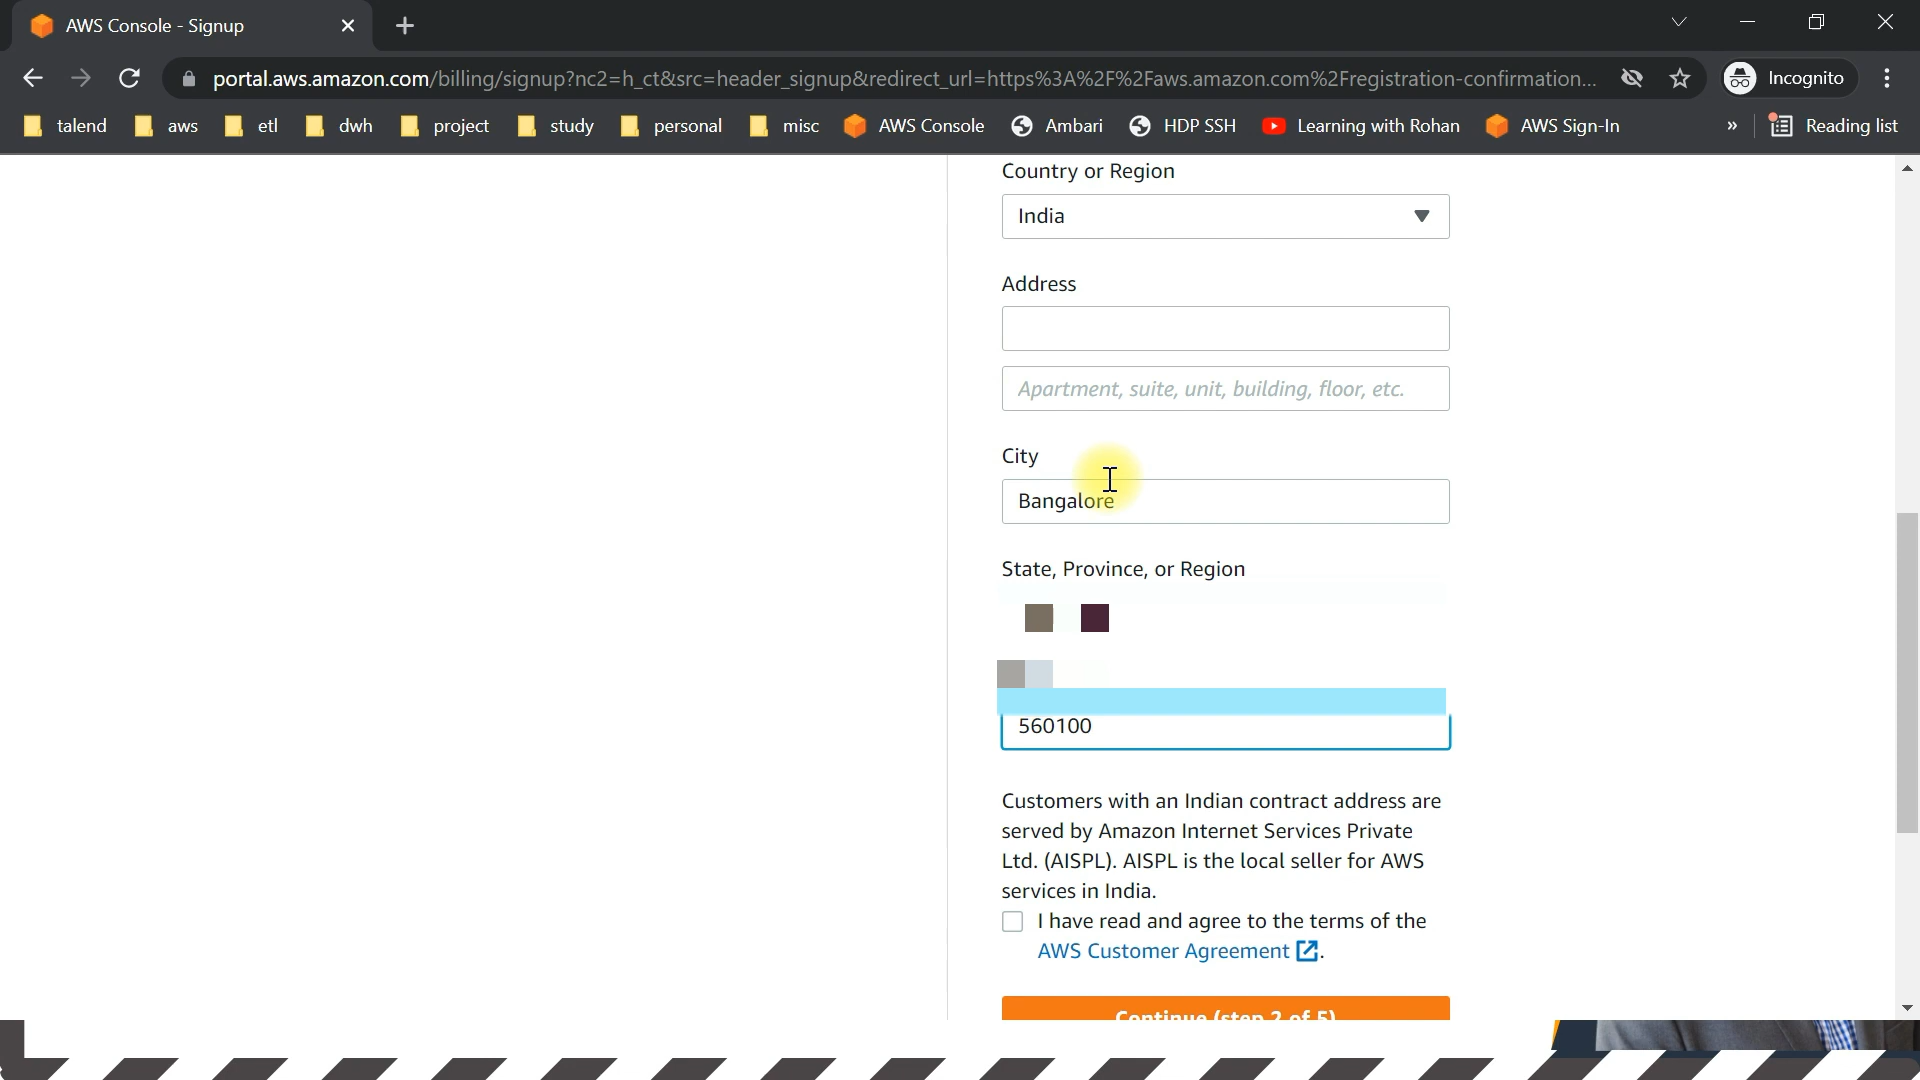 AWS Console - Signup
portal.aws.amazon.com/billing/signup?nc2=h_ct&src=header_signup&redirect_url=https%3A%2F%2Faws.amazon.com%2Fregistration-confirmation...
Incognito
talend aws etl dwh project study personal misc AWS Console Ambari HDP SSH Learning with Rohan AWS Sign-In » Reading list
Country or Region
India
Address
Apartment, suite, unit, building, floor, etc.
City
Bangalore
State, Province, or Region
560100
Customers with an Indian contract address are
served by Amazon Internet Services Private
Ltd. (AISPL). AISPL is the local seller for AWS
services in India.
I have read and agree to the terms of the
AWS Customer Agreement.
Continue (step 2 of 5)